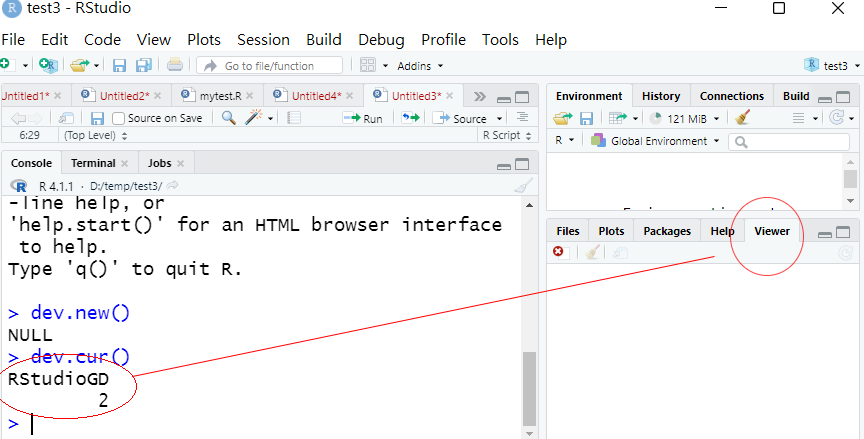 test3 - RStudio
File Edit Code View Plots Session Build Debug Profile Tools Help
Go to file/function Addins test3
Untitled1* Untitled2* mytest.R Untitled4* Untitled3*
Source on Save Run Source
6:29 (Top Level) R Script
Console Terminal Jobs
R 4.1.1 · D:/temp/test3/
-line help, or
'help.start()' for an HTML browser interface
to help.
Type 'q()' to quit R.
> dev.new()
NULL
> dev.cur()
RStudioGD
2
>
Environment History Connections Build
121 MiB
R Global Environment
Files Plots Packages Help Viewer